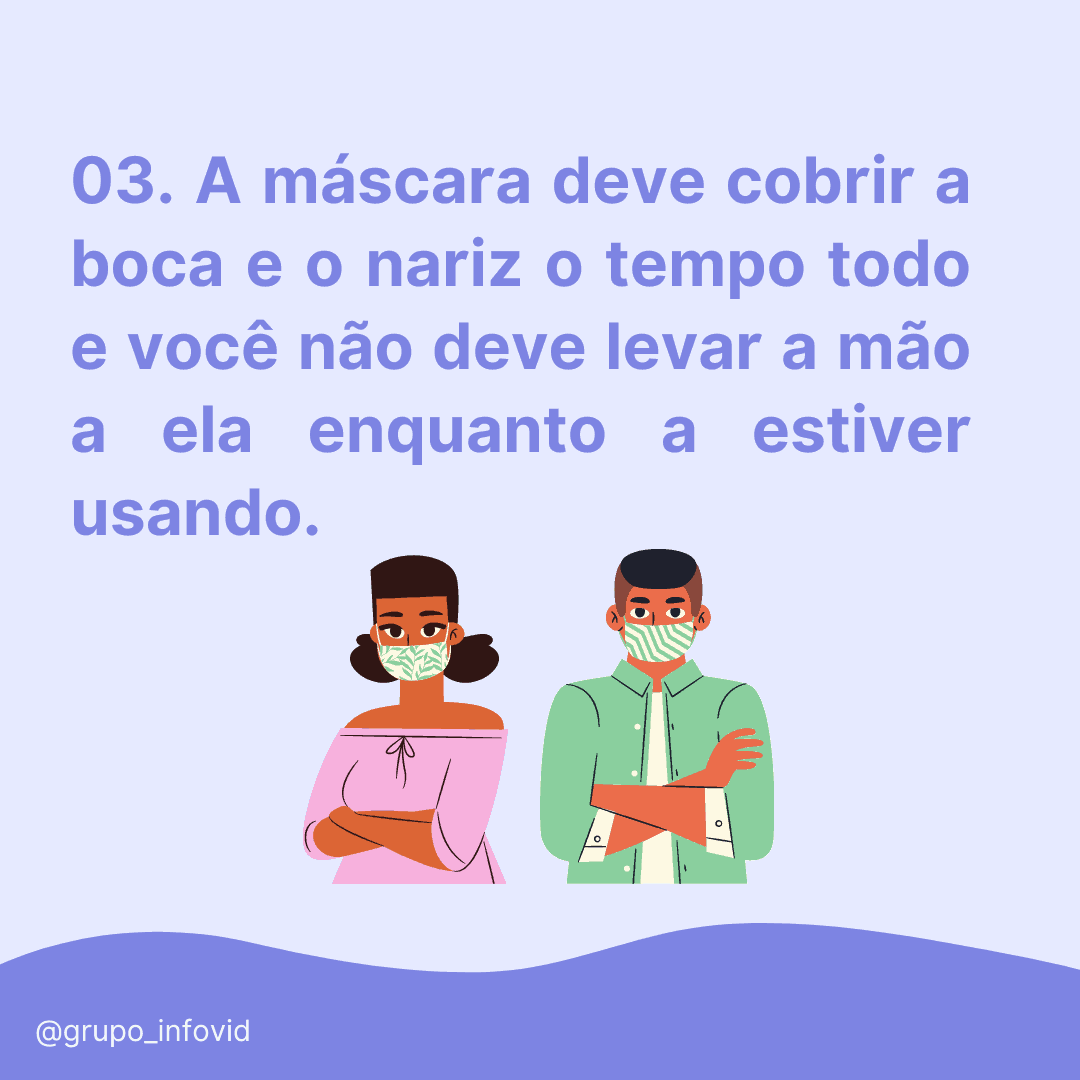 03. A máscara deve cobrir a
boca e o nariz o tempo todo
e você não deve levar a mão
a ela enquanto a estiver
usando.
@grupo_infovid